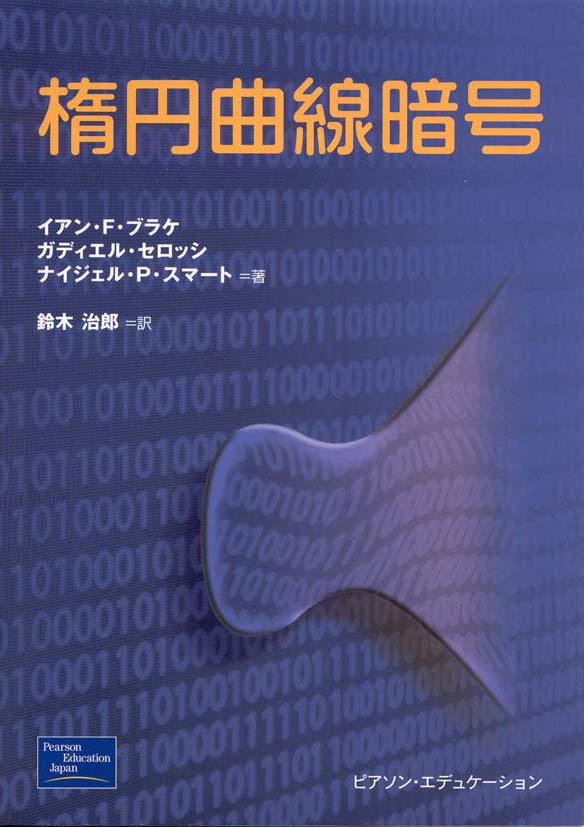 楕円曲線暗号
イアン・F・ブラケ
ガディエル・セロッシ
ナイジェル・P・スマート =著
鈴木 治郎 =訳
Pearson
Education
Japan
ピアソン・エデュケーション